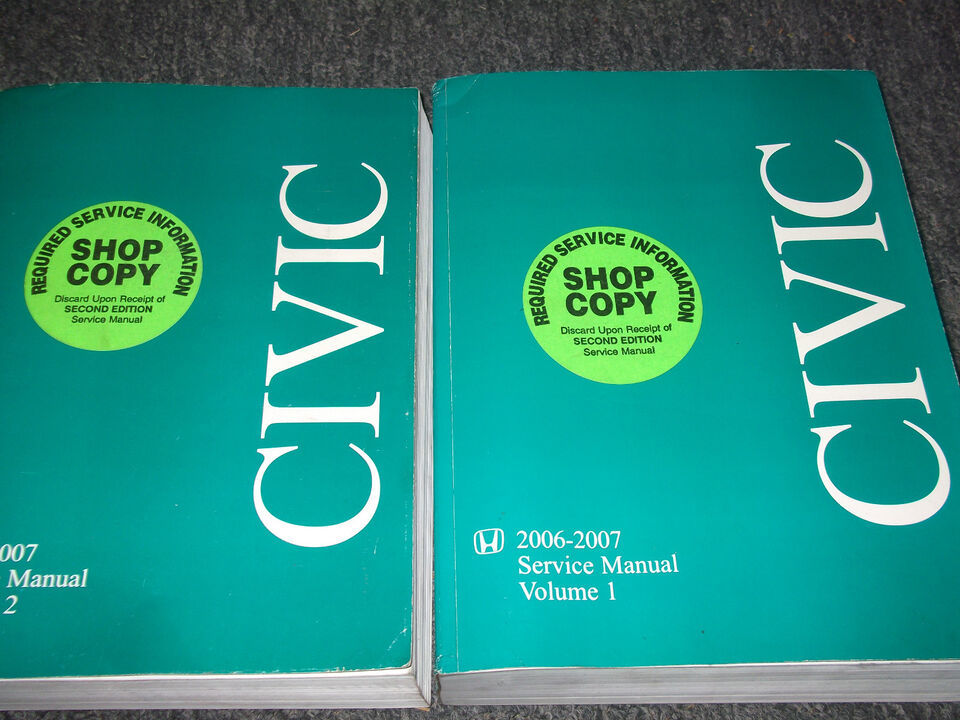 REQUIRED SERVICE INFORMATION
SHOP
COPY
Discard Upon Receipt of
SECOND EDITION
Service Manual
CIVIC
007
Manual
2
REQUIRED SERVICE INFORMATION
SHOP
COPY
Discard Upon Receipt of
SECOND EDITION
Service Manual
CIVIC
2006-2007
Service Manual
Volume 1